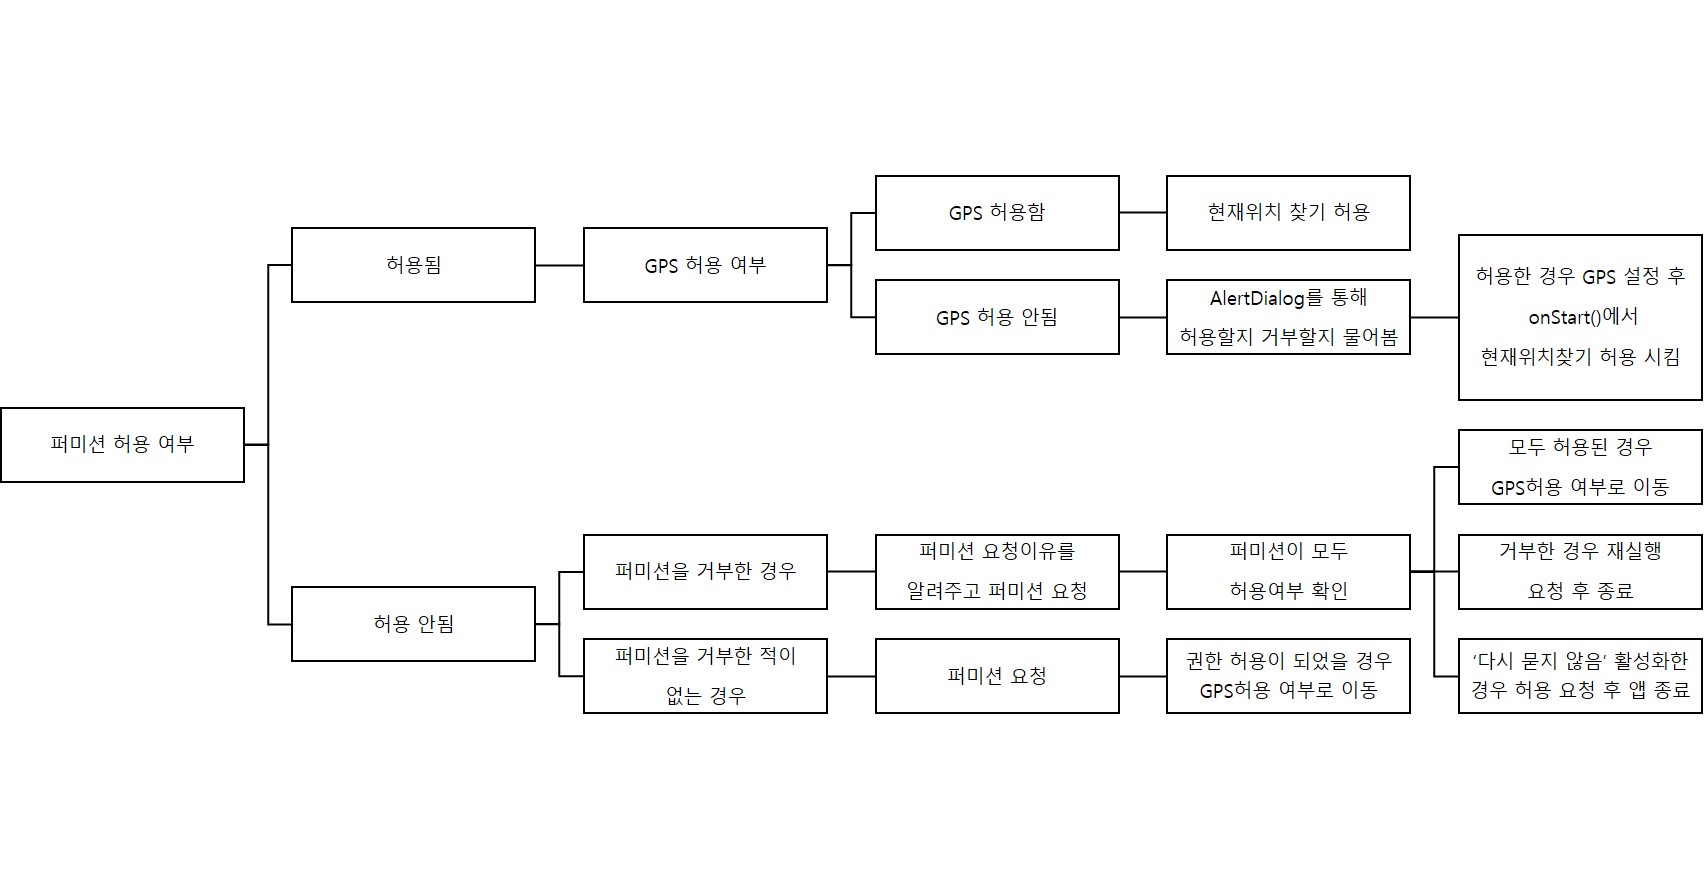 퍼미션 허용 여부
허용됨
GPS 허용 여부
GPS 허용함
현재위치 찾기 허용
GPS 허용 안됨
AlertDialog를 통해
허용할지 거부할지 물어봄
허용한 경우 GPS 설정 후
onStart()에서
현재위치찾기 허용 시킴
허용 안됨
퍼미션을 거부한 경우
퍼미션 요청이유를
알려주고 퍼미션 요청
퍼미션이 모두
허용여부 확인
모두 허용된 경우
GPS허용 여부로 이동
거부한 경우 재실행
요청 후 종료
‘다시 묻지 않음’ 활성화한
경우 허용 요청 후 앱 종료
퍼미션을 거부한 적이
없는 경우
퍼미션 요청
권한 허용이 되었을 경우
GPS허용 여부로 이동